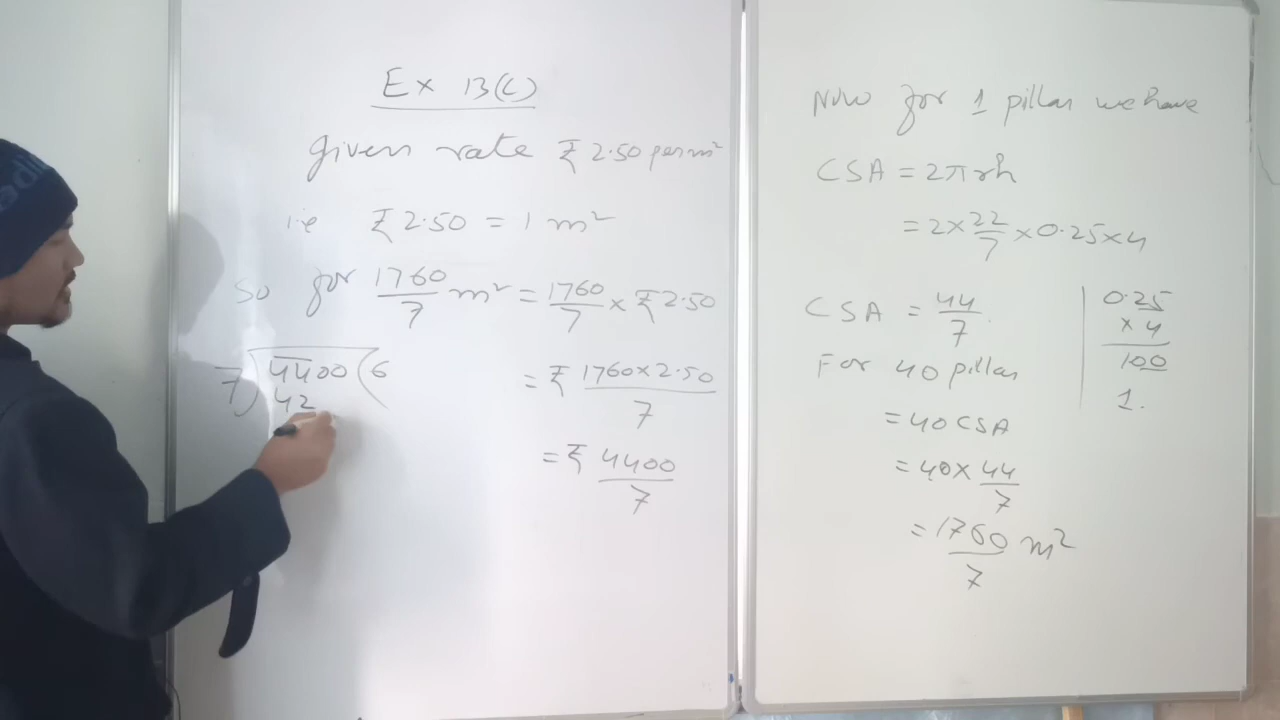 Ex 13(C)
Given rate ₹ 2.50 per m²
i.e ₹ 2.50 = 1 m²
So for 1760/7 m² = 1760/7 × ₹ 2.50
= ₹ 1760×2.50/7
= ₹ 4400/7
7) 4400 (6
42
Now for 1 pillar we have
CSA = 2πrh
= 2×22/7×0.25×4
CSA = 44/7
For 40 pillar
= 40 CSA
= 40×44/7
= 1760/7 m²
0.25
× 4
100
1.